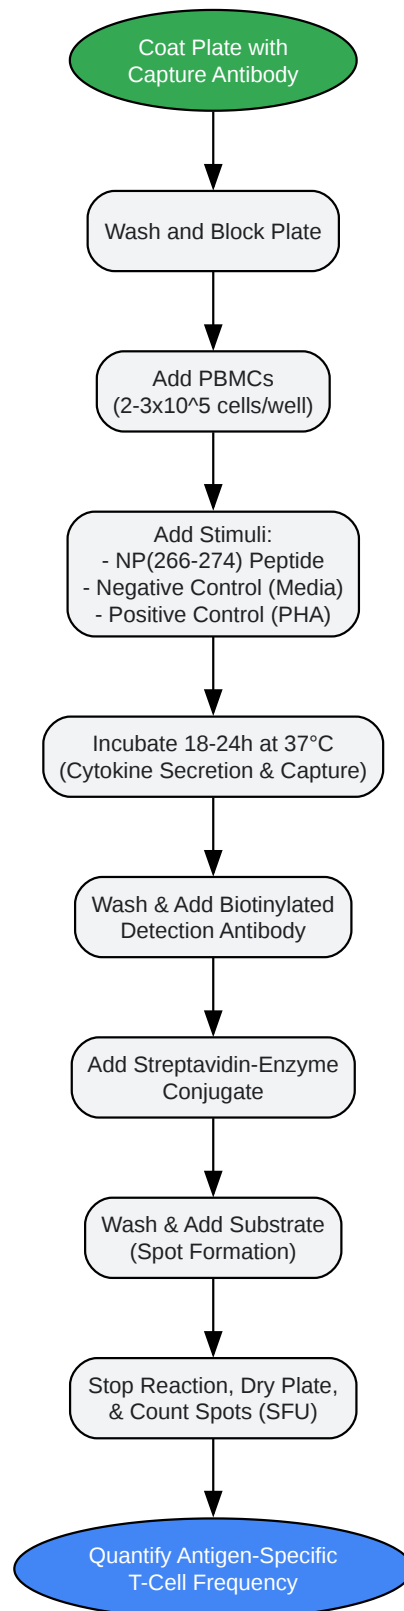 Coat Plate with
Capture Antibody
Wash and Block Plate
Add PBMCs
(2-3x10^5 cells/well)
Add Stimuli:
- NP(266-274) Peptide
- Negative Control (Media)
- Positive Control (PHA)
Incubate 18-24h at 37°C
(Cytokine Secretion & Capture)
Wash & Add Biotinylated
Detection Antibody
Add Streptavidin-Enzyme
Conjugate
Wash & Add Substrate
(Spot Formation)
Stop Reaction, Dry Plate,
& Count Spots (SFU)
Quantify Antigen-Specific
T-Cell Frequency